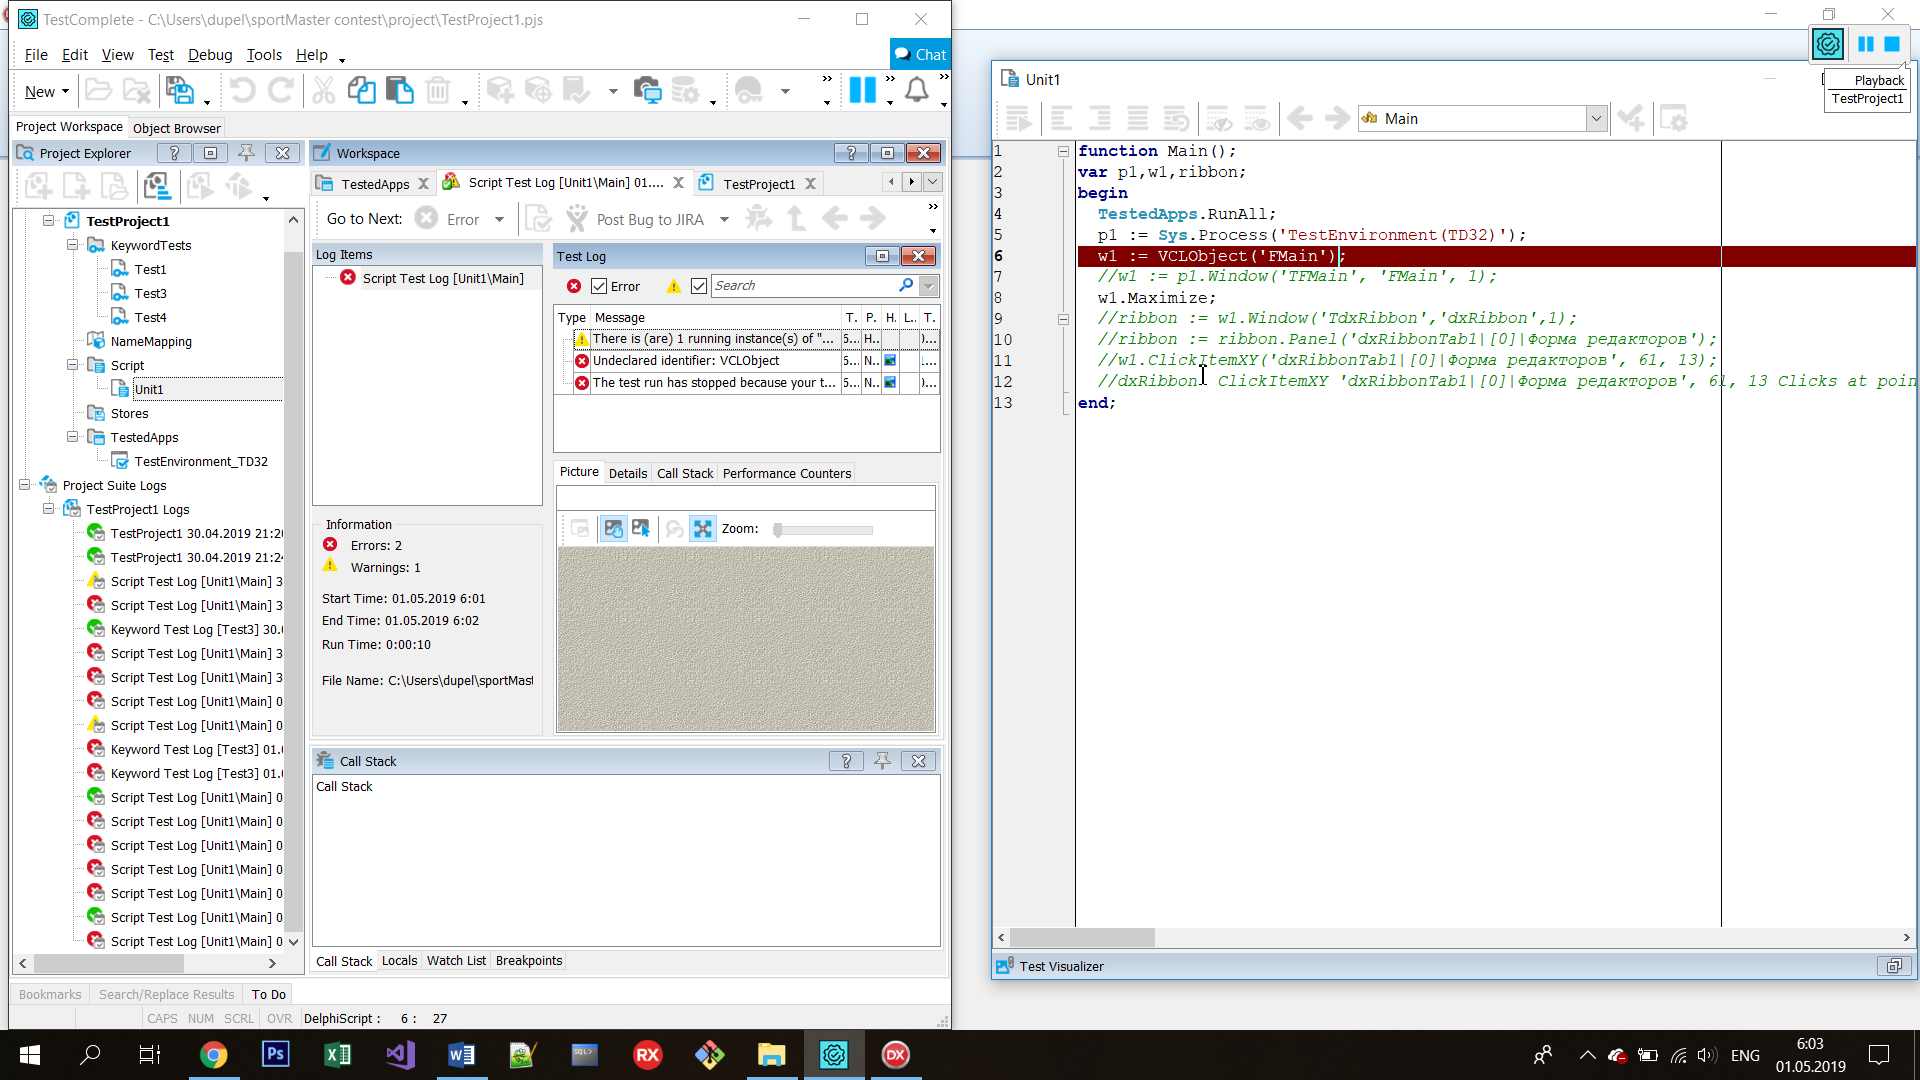 TestComplete - C:\Users\dupel\sportMaster contest\project\TestProject1.pjs
File Edit View Test Debug Tools Help
Chat
New
Project Workspace Object Browser
Project Explorer
TestProject1
KeywordTests
Test1
Test3
Test4
NameMapping
Script
Unit1
Stores
TestedApps
TestEnvironment_TD32
Project Suite Logs
TestProject1 Logs
TestProject1 30.04.2019 21:20
TestProject1 30.04.2019 21:24
Script Test Log [Unit1\Main] 3
Script Test Log [Unit1\Main] 3
Keyword Test Log [Test3] 30.
Script Test Log [Unit1\Main] 3
Script Test Log [Unit1\Main] 3
Script Test Log [Unit1\Main] 0
Script Test Log [Unit1\Main] 0
Keyword Test Log [Test3] 01.
Keyword Test Log [Test3] 01.
Script Test Log [Unit1\Main] 0
Script Test Log [Unit1\Main] 0
Script Test Log [Unit1\Main] 0
Script Test Log [Unit1\Main] 0
Script Test Log [Unit1\Main] 0
Script Test Log [Unit1\Main] 0
Script Test Log [Unit1\Main] 0
Workspace
TestedApps Script Test Log [Unit1\Main] 01.... TestProject1
Go to Next: Error Post Bug to JIRA
Log Items
Script Test Log [Unit1\Main]
Test Log
Error Search
Type Message T. P. H. L.. T.
There is (are) 1 running instance(s) of "... 6... H..
Undeclared identifier: VCLObject 6... N..
The test run has stopped because your t... 6... N..
Picture Details Call Stack Performance Counters
Zoom:
Information
Errors: 2
Warnings: 1
Start Time: 01.05.2019 6:01
End Time: 01.05.2019 6:02
Run Time: 0:00:10
File Name: C:\Users\dupel\sportMast
Call Stack
Call Stack
Call Stack Locals Watch List Breakpoints
Bookmarks Search/Replace Results To Do
CAPS NUM SCRL OVR DelphiScript : 6 : 27
Playback
TestProject1
Unit1
Main
1 function Main();
2 var p1,w1,ribbon;
3 begin
4 TestedApps.RunAll;
5 p1 := Sys.Process('TestEnvironment(TD32)');
6 w1 := VCLObject('FMain');
7 //w1 := p1.Window('TFMain', 'FMain', 1);
8 w1.Maximize;
9 //ribbon := w1.Window('TdxRibbon','dxRibbon',1);
10 //ribbon := ribbon.Panel('dxRibbonTab1|[0]|Форма редакторов');
11 //w1.ClickItemXY('dxRibbonTab1|[0]|Форма редакторов', 61, 13);
12 //dxRibbon ClickItemXY 'dxRibbonTab1|[0]|Форма редакторов', 61, 13 Clicks at poin
13 end;
Test Visualizer
Ps
SQL>
RX
DX
ENG
6:03
01.05.2019